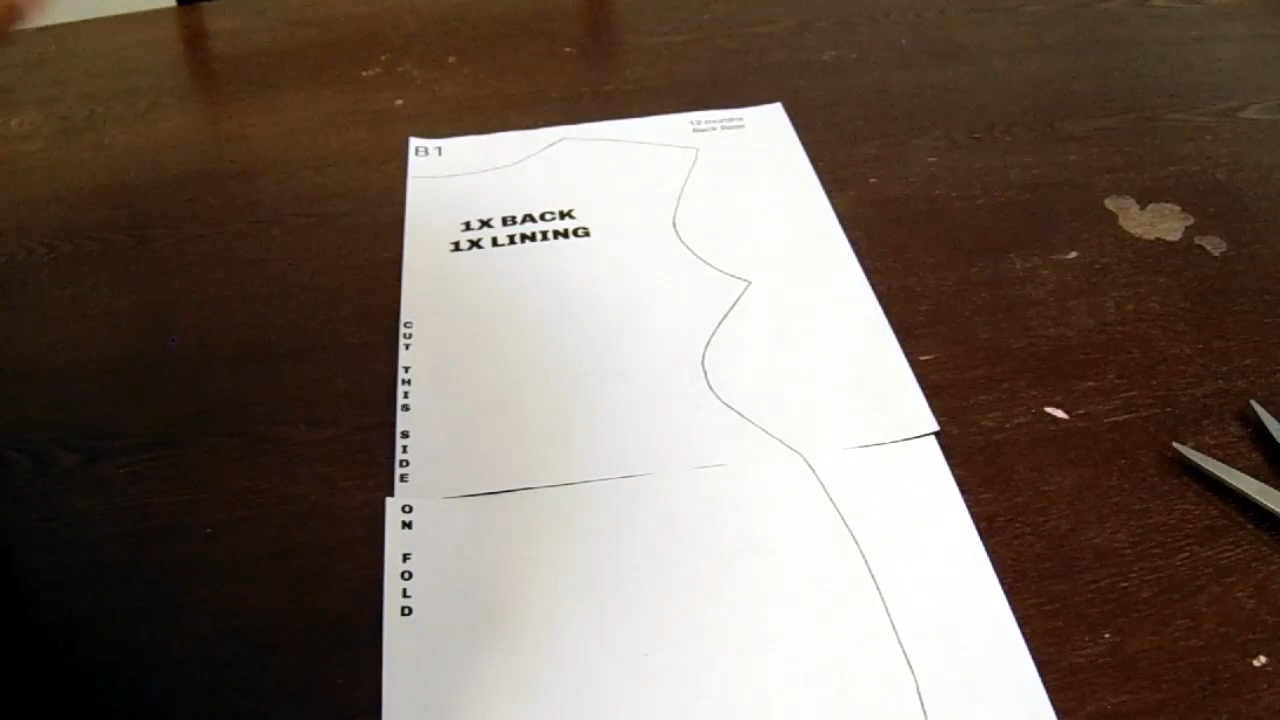 B1
12 months
Back Base
1X BACK
1X LINING
CUT THIS SIDE ON FOLD